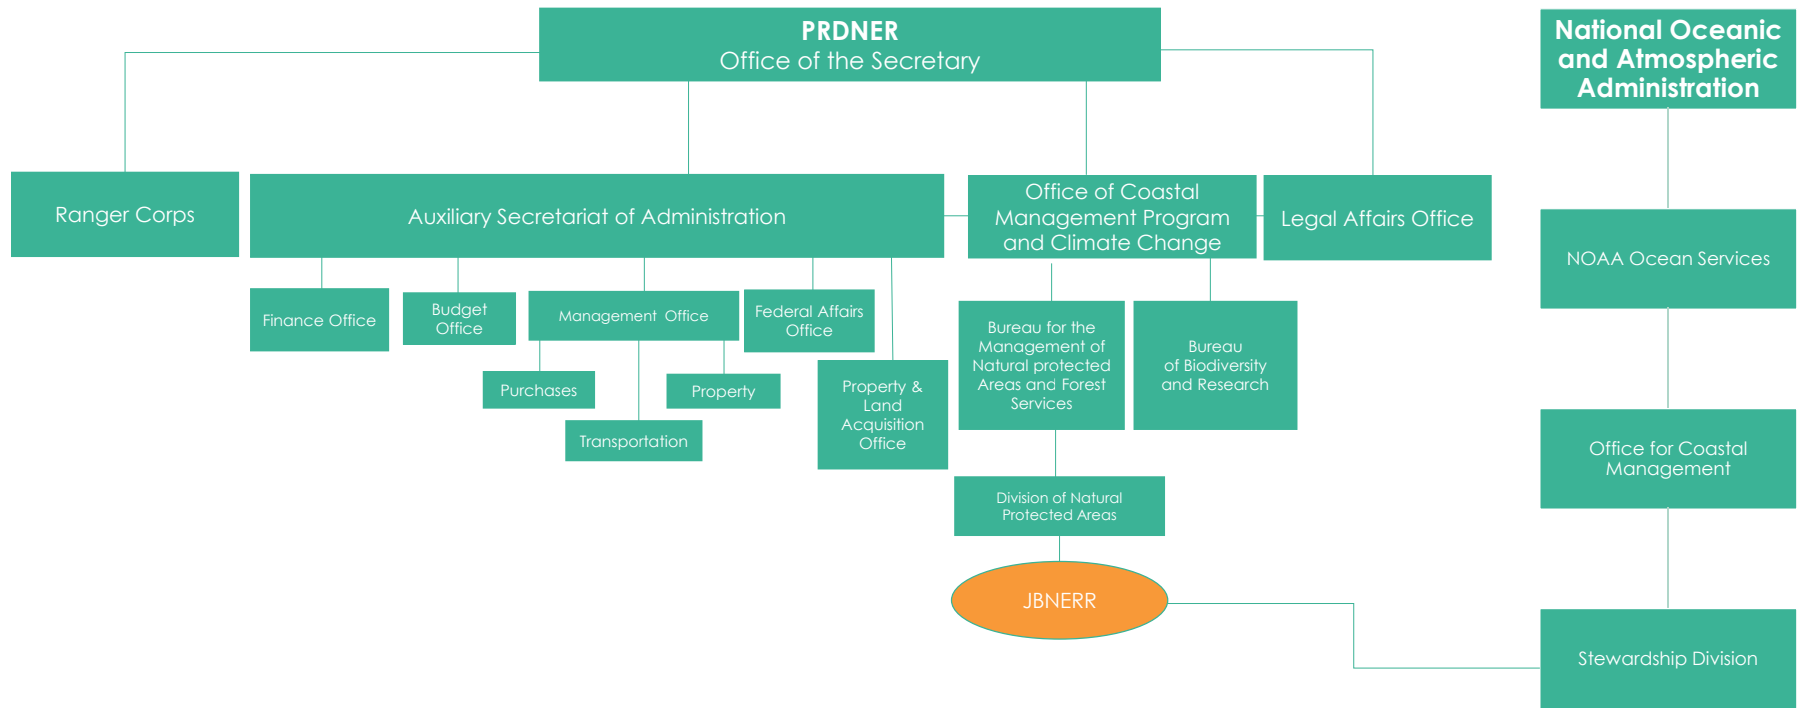 PRDNER
Office of the Secretary
National Oceanic
and Atmospheric
Administration
Ranger Corps
Auxiliary Secretariat of Administration
Office of Coastal
Management Program
and Climate Change
Legal Affairs Office
NOAA Ocean Services
Finance Office
Budget
Office
Management Office
Federal Affairs
Office
Purchases
Transportation
Property
Property &
Land
Acquisition
Office
Bureau for the
Management of
Natural protected
Areas and Forest
Services
Bureau
of Biodiversity
and Research
Office for Coastal
Management
Division of Natural
Protected Areas
JBNERR
Stewardship Division